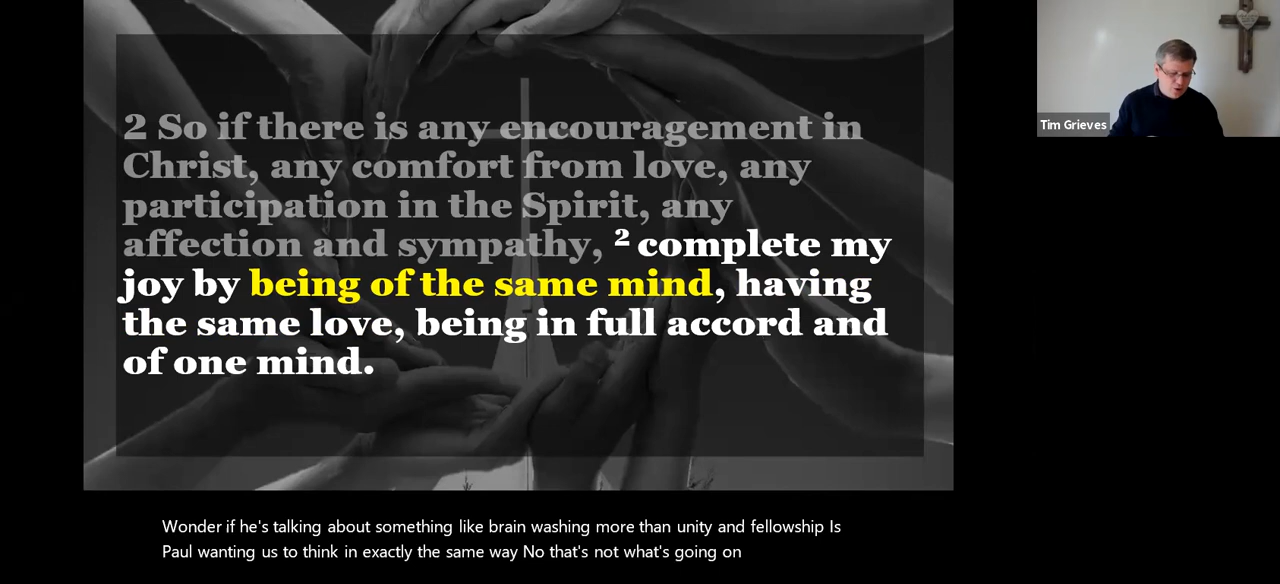 2 So if there is any encouragement in
Christ, any comfort from love, any
participation in the Spirit, any
affection and sympathy, ² complete my
joy by being of the same mind, having
the same love, being in full accord and
of one mind.
Tim Grieves
Wonder if he's talking about something like brain washing more than unity and fellowship Is
Paul wanting us to think in exactly the same way No that's not what's going on